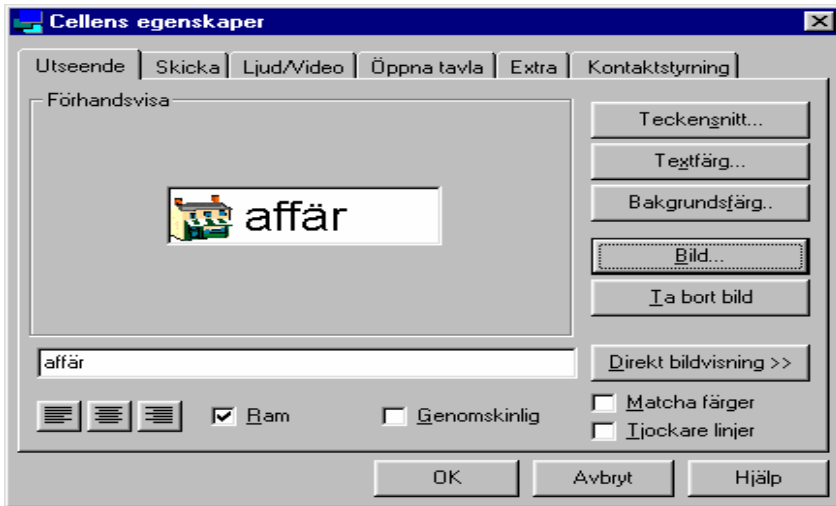 Cellens egenskaper
Utseende Skicka Ljud/Video Öppna tavla Extra Kontaktstyrning
Förhandsvisa
affär
Teckensnitt...
Textfärg...
Bakgrundsfärg..
Bild...
Ta bort bild
affär
Direkt bildvisning >>
Ram
Genomskinlig
Matcha färger
Tjockare linjer
OK Avbryt Hjälp